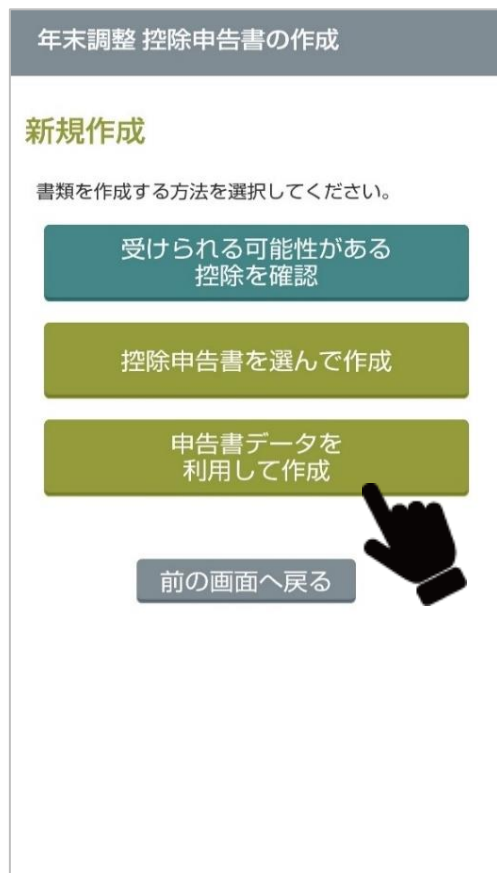 年末調整 控除申告書の作成
新規作成
書類を作成する方法を選択してください。
受けられる可能性がある
控除を確認
控除申告書を選んで作成
申告書データを
利用して作成
前の画面へ戻る